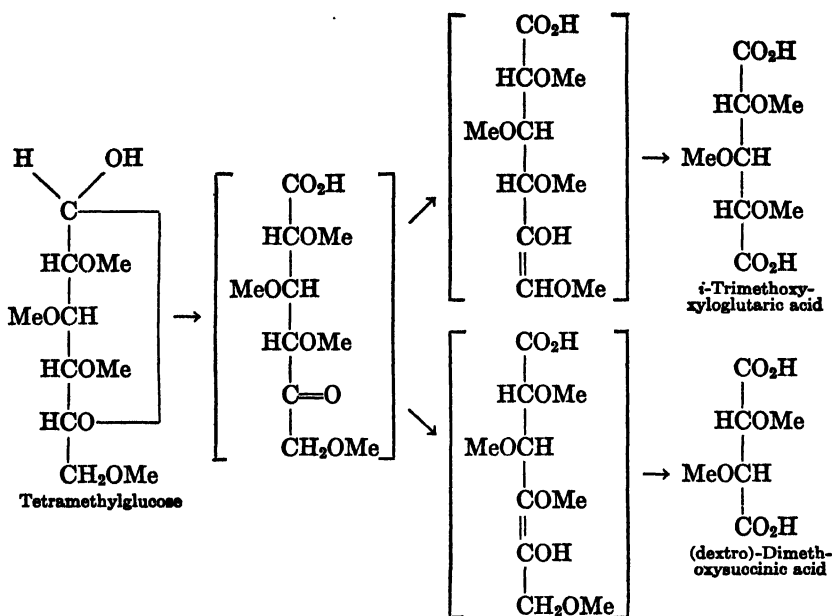 H OH
C
HCOMe
MeOCH
HCOMe
HCO
CH₂OMe
Tetramethylglucose
→
CO₂H
HCOMe
MeOCH
HCOMe
C=O
CH₂OMe
↗
CO₂H
HCOMe
MeOCH
HCOMe
COH
CHOMe
→
CO₂H
HCOMe
MeOCH
HCOMe
CO₂H
i-Trimethoxy-
xyloglutaric acid
↘
CO₂H
HCOMe
MeOCH
COMe
COH
CH₂OMe
→
CO₂H
HCOMe
MeOCH
CO₂H
(dextro)-Dimeth-
oxysuccinic acid